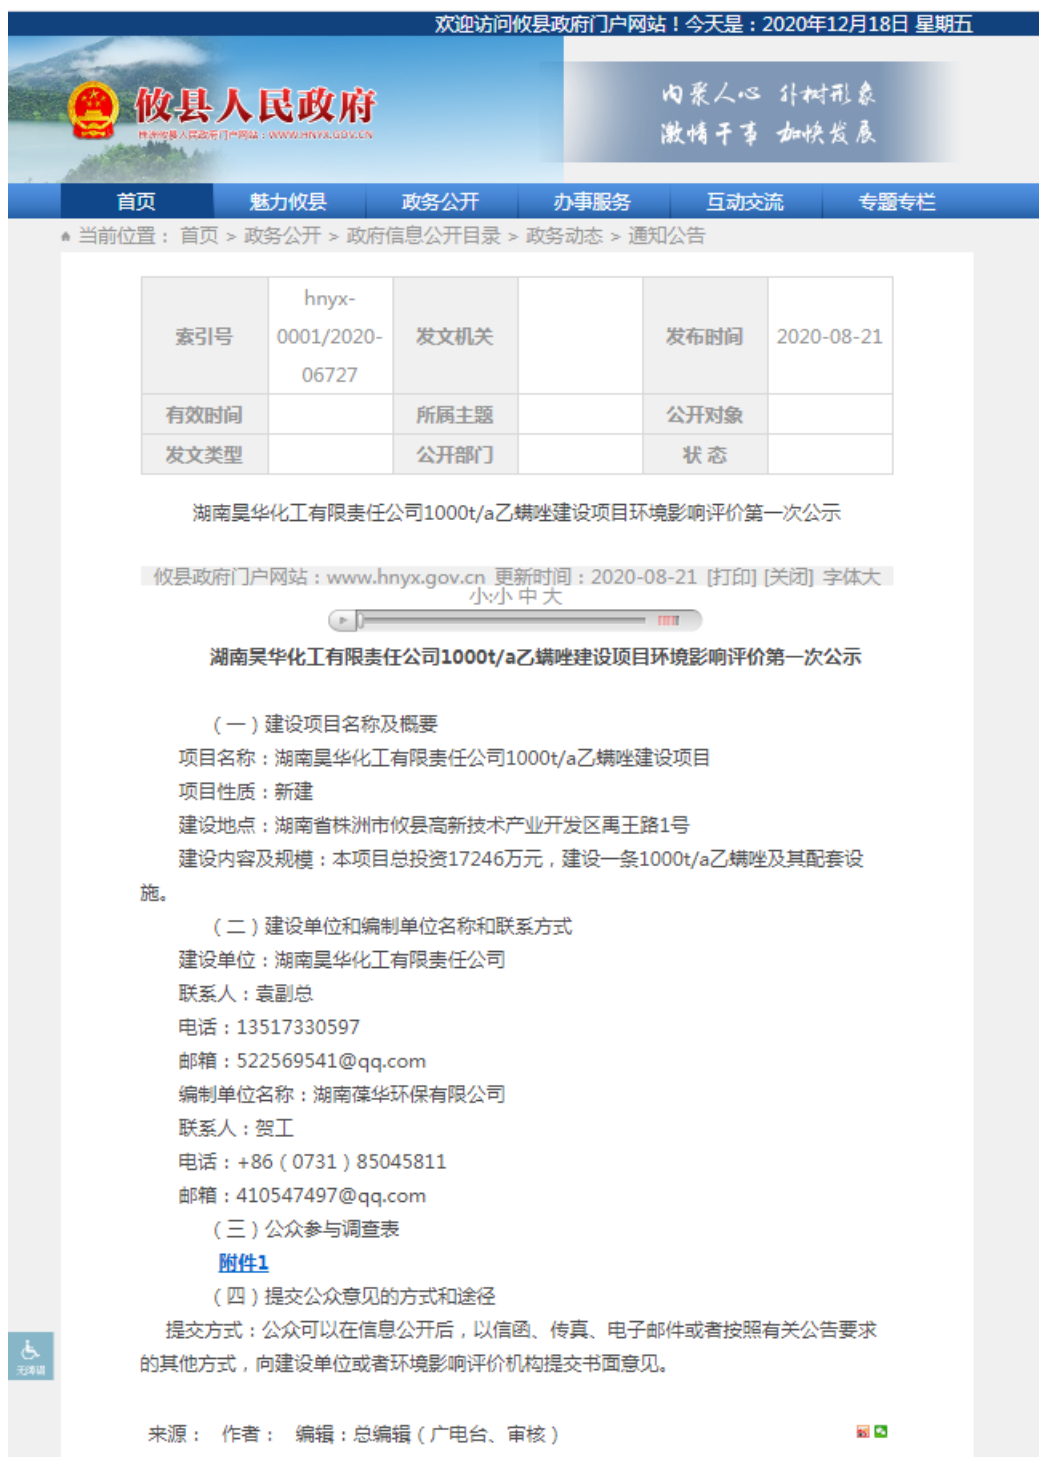 欢迎访问攸县政府门户网站！今天是：2020年12月18日 星期五
攸县人民政府
株洲攸县人民政府门户网站：WWW.HNYX.GOV.CN
内聚人心 外树形象
激情干事 加快发展
首页 魅力攸县 政务公开 办事服务 互动交流 专题专栏
当前位置： 首页 > 政务公开 > 政府信息公开目录 > 政务动态 > 通知公告
索引号 hnyx-0001/2020-06727 发文机关 发布时间 2020-08-21
有效时间 所属主题 公开对象
发文类型 公开部门 状 态
湖南昊华化工有限责任公司1000t/a乙螨唑建设项目环境影响评价第一次公示
攸县政府门户网站：www.hnyx.gov.cn 更新时间：2020-08-21 [打印] [关闭] 字体大
小:小 中 大
湖南昊华化工有限责任公司1000t/a乙螨唑建设项目环境影响评价第一次公示
（一）建设项目名称及概要
项目名称：湖南昊华化工有限责任公司1000t/a乙螨唑建设项目
项目性质：新建
建设地点：湖南省株洲市攸县高新技术产业开发区禹王路1号
建设内容及规模：本项目总投资17246万元，建设一条1000t/a乙螨唑及其配套设
施。
（二）建设单位和编制单位名称和联系方式
建设单位：湖南昊华化工有限责任公司
联系人：袁副总
电话：13517330597
邮箱：522569541@qq.com
编制单位名称：湖南葆华环保有限公司
联系人：贺工
电话：+86（0731）85045811
邮箱：410547497@qq.com
（三）公众参与调查表
附件1
（四）提交公众意见的方式和途径
提交方式：公众可以在信息公开后，以信函、传真、电子邮件或者按照有关公告要求
的其他方式，向建设单位或者环境影响评价机构提交书面意见。
无障碍
来源： 作者： 编辑：总编辑（广电台、审核）